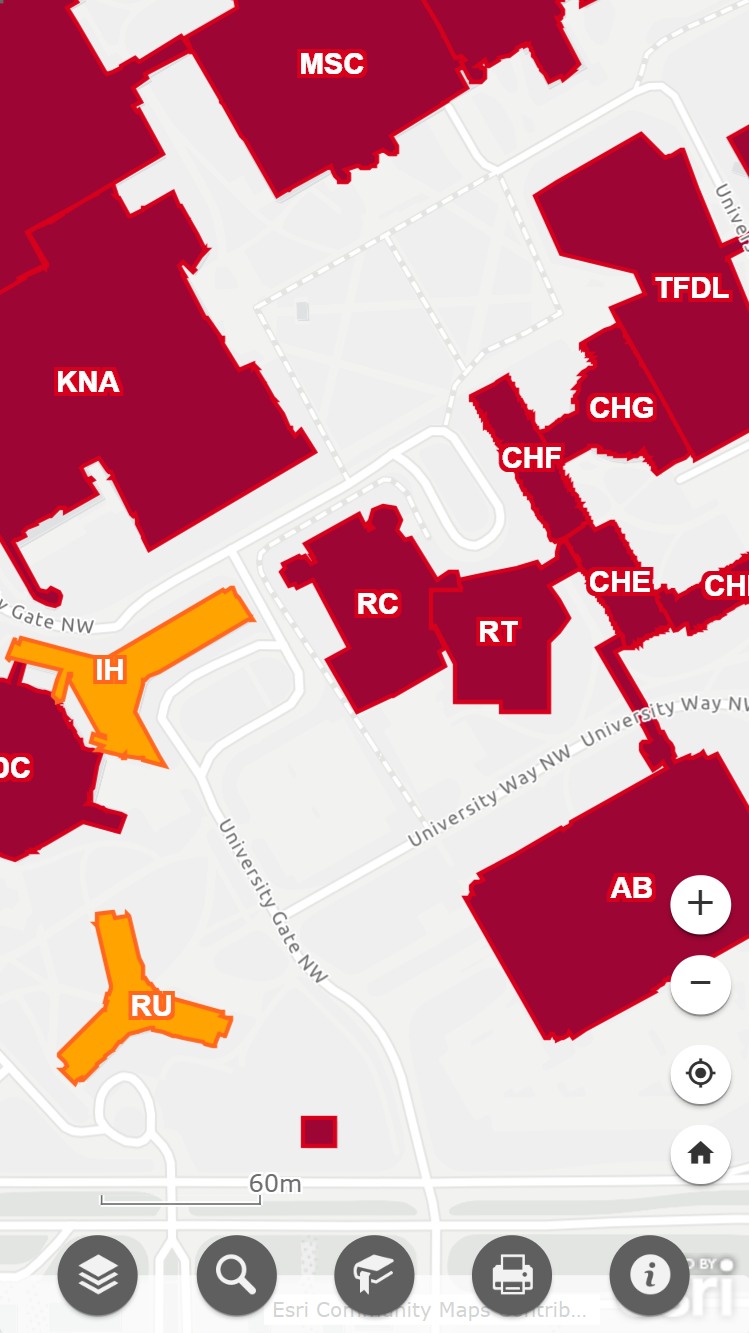 MSC
TFDL
KNA
CHG
CHF
CHE
RC
RT
Gate NW
IH
University Way NW
University Way
AB
University Gate NW
RU
60m
Esri Community Maps Contrib...